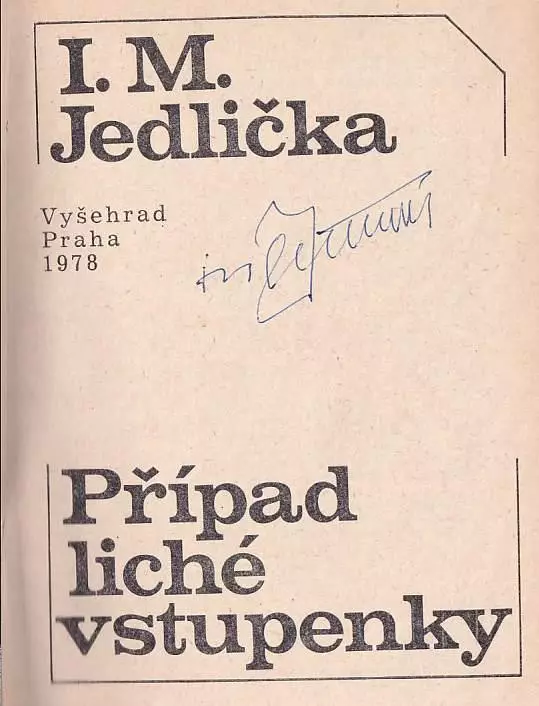 I. M.
Jedlička
Vyšehrad
Praha
1978
Případ
liché
vstupenky